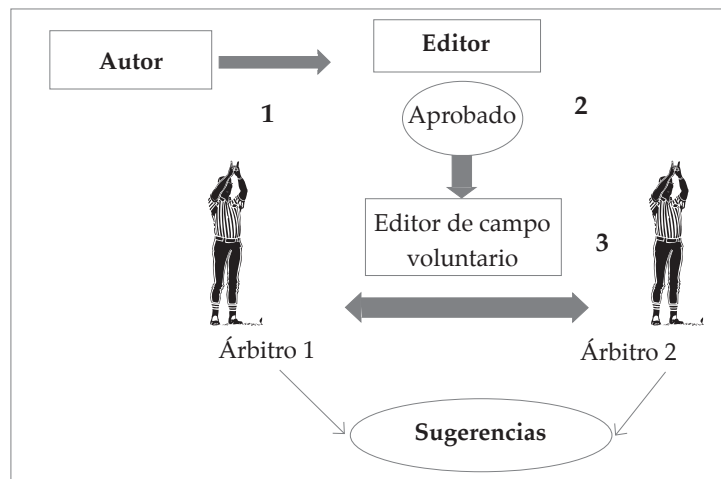 Autor
Editor
1
Aprobado
2
Editor de campo
voluntario
3
Árbitro 1
Árbitro 2
Sugerencias